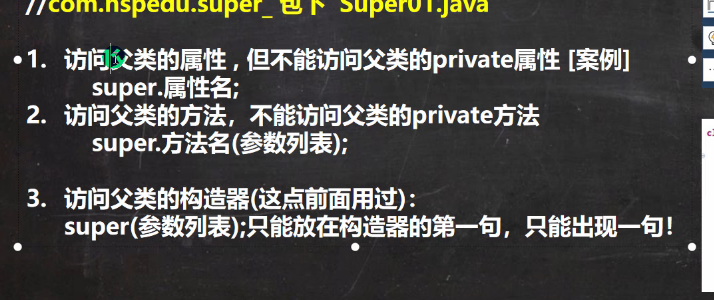 //com.hspedu.super_ 包下 Super01.java
1. 访问父类的属性 , 但不能访问父类的private属性 [案例]
super.属性名;
2. 访问父类的方法，不能访问父类的private方法
super.方法名(参数列表);
3. 访问父类的构造器(这点前面用过)：
super(参数列表);只能放在构造器的第一句，只能出现一句！